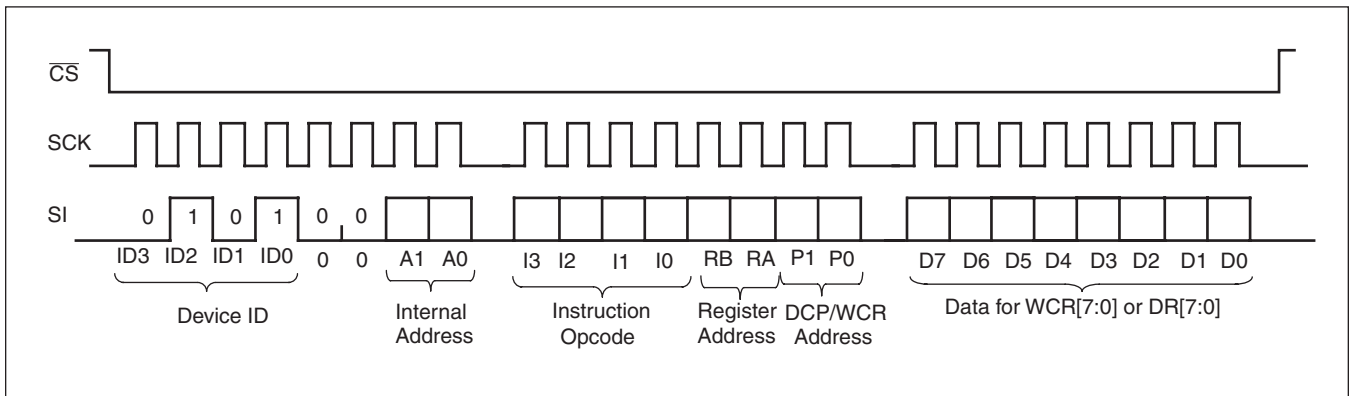 CS
SCK
SI
0 1 0 1 0 0
ID3 ID2 ID1 ID0 0 0 A1 A0 I3 I2 I1 I0 RB RA P1 P0 D7 D6 D5 D4 D3 D2 D1 D0
Device ID
Internal
Address
Instruction
Opcode
Register
Address
DCP/WCR
Address
Data for WCR[7:0] or DR[7:0]